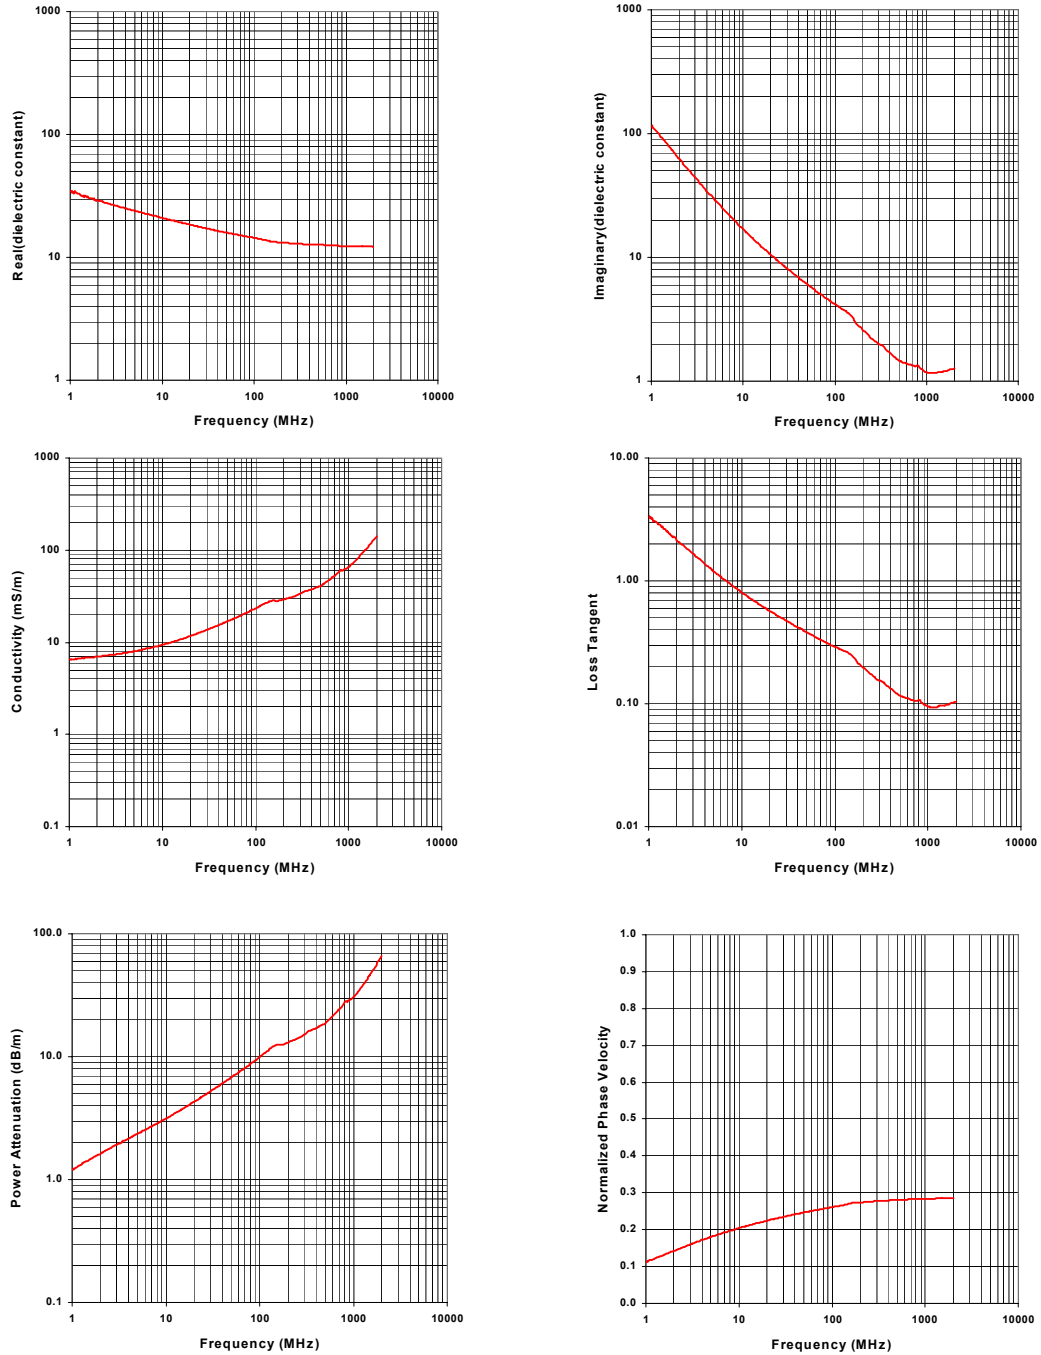 Real(dielectric constant)
1000
100
10
1
1 10 100 1000 10000
Frequency (MHz)
Imaginary(dielectric constant)
1000
100
10
1
1 10 100 1000 10000
Frequency (MHz)
Conductivity (mS/m)
1000
100
10
1
0.1
1 10 100 1000 10000
Frequency (MHz)
Loss Tangent
10.00
1.00
0.10
0.01
1 10 100 1000 10000
Frequency (MHz)
Power Attenuation (dB/m)
100.0
10.0
1.0
0.1
1 10 100 1000 10000
Frequency (MHz)
Normalized Phase Velocity
1.0
0.9
0.8
0.7
0.6
0.5
0.4
0.3
0.2
0.1
0.0
1 10 100 1000 10000
Frequency (MHz)